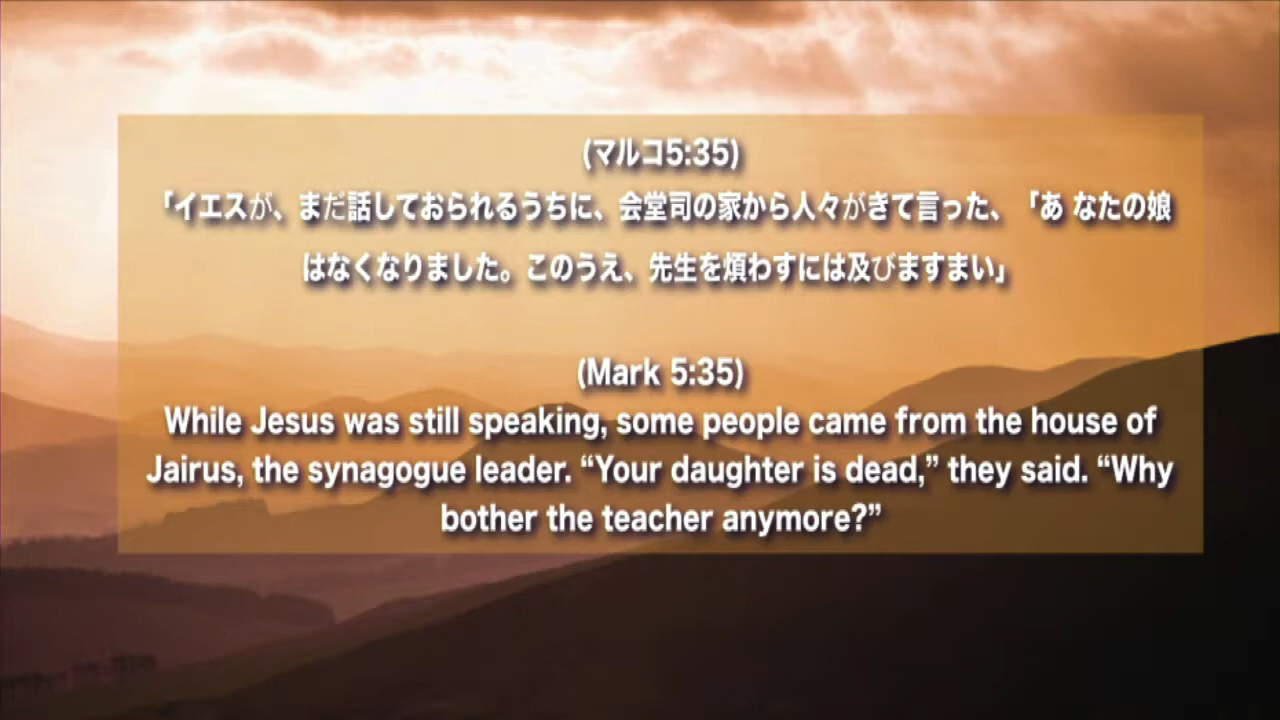 (マルコ5:35)
「イエスが、まだ話しておられるうちに、会堂司の家から人々がきて言った、「あ なたの娘
はなくなりました。このうえ、先生を煩わすには及びますまい」
(Mark 5:35)
While Jesus was still speaking, some people came from the house of
Jairus, the synagogue leader. “Your daughter is dead,” they said. “Why
bother the teacher anymore?”